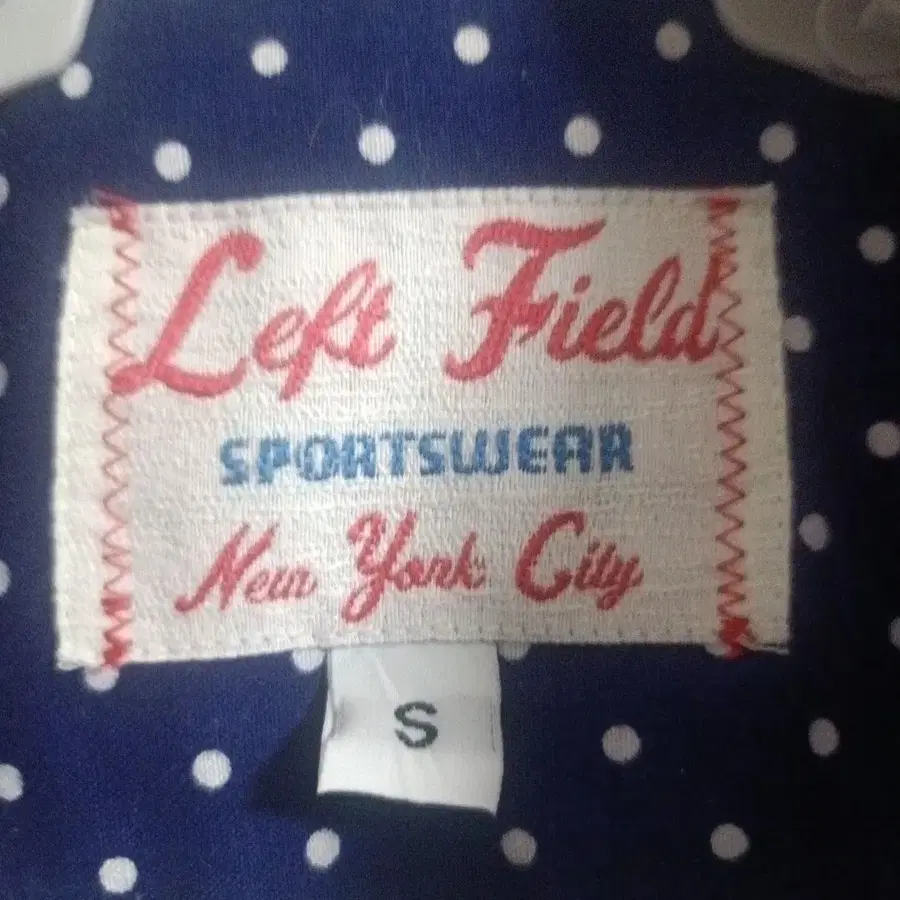 Left Field
SPORTSWEAR
New York City
S